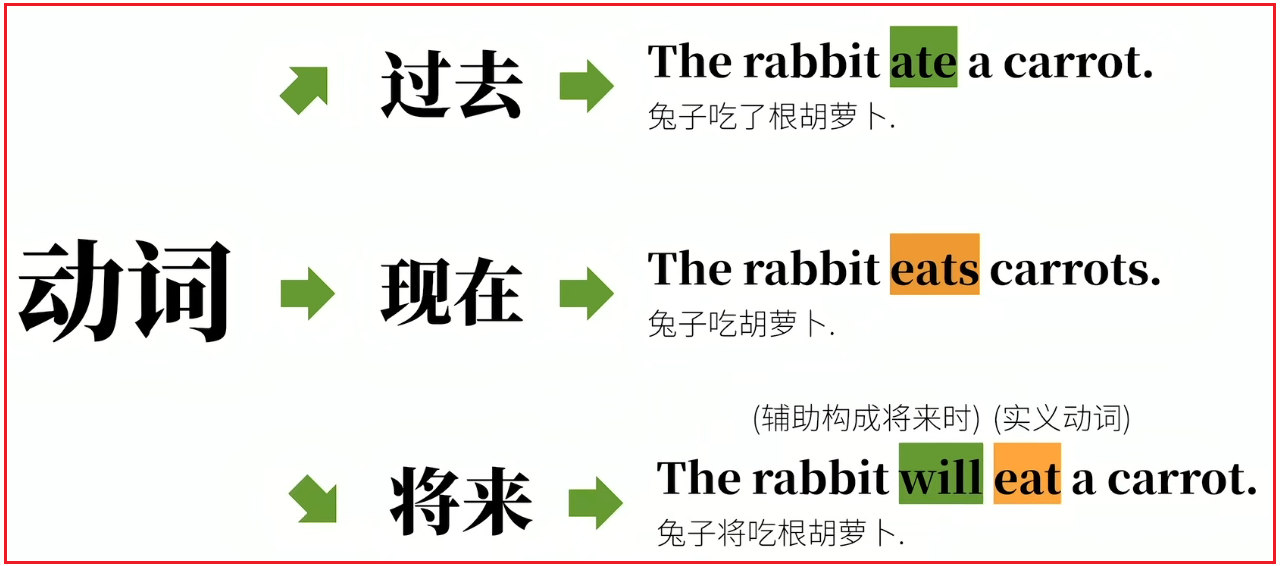 动词
过去
The rabbit ate a carrot.
兔子吃了根胡萝卜.
现在
The rabbit eats carrots.
兔子吃胡萝卜.
将来
(辅助构成将来时) (实义动词)
The rabbit will eat a carrot.
兔子将吃根胡萝卜.